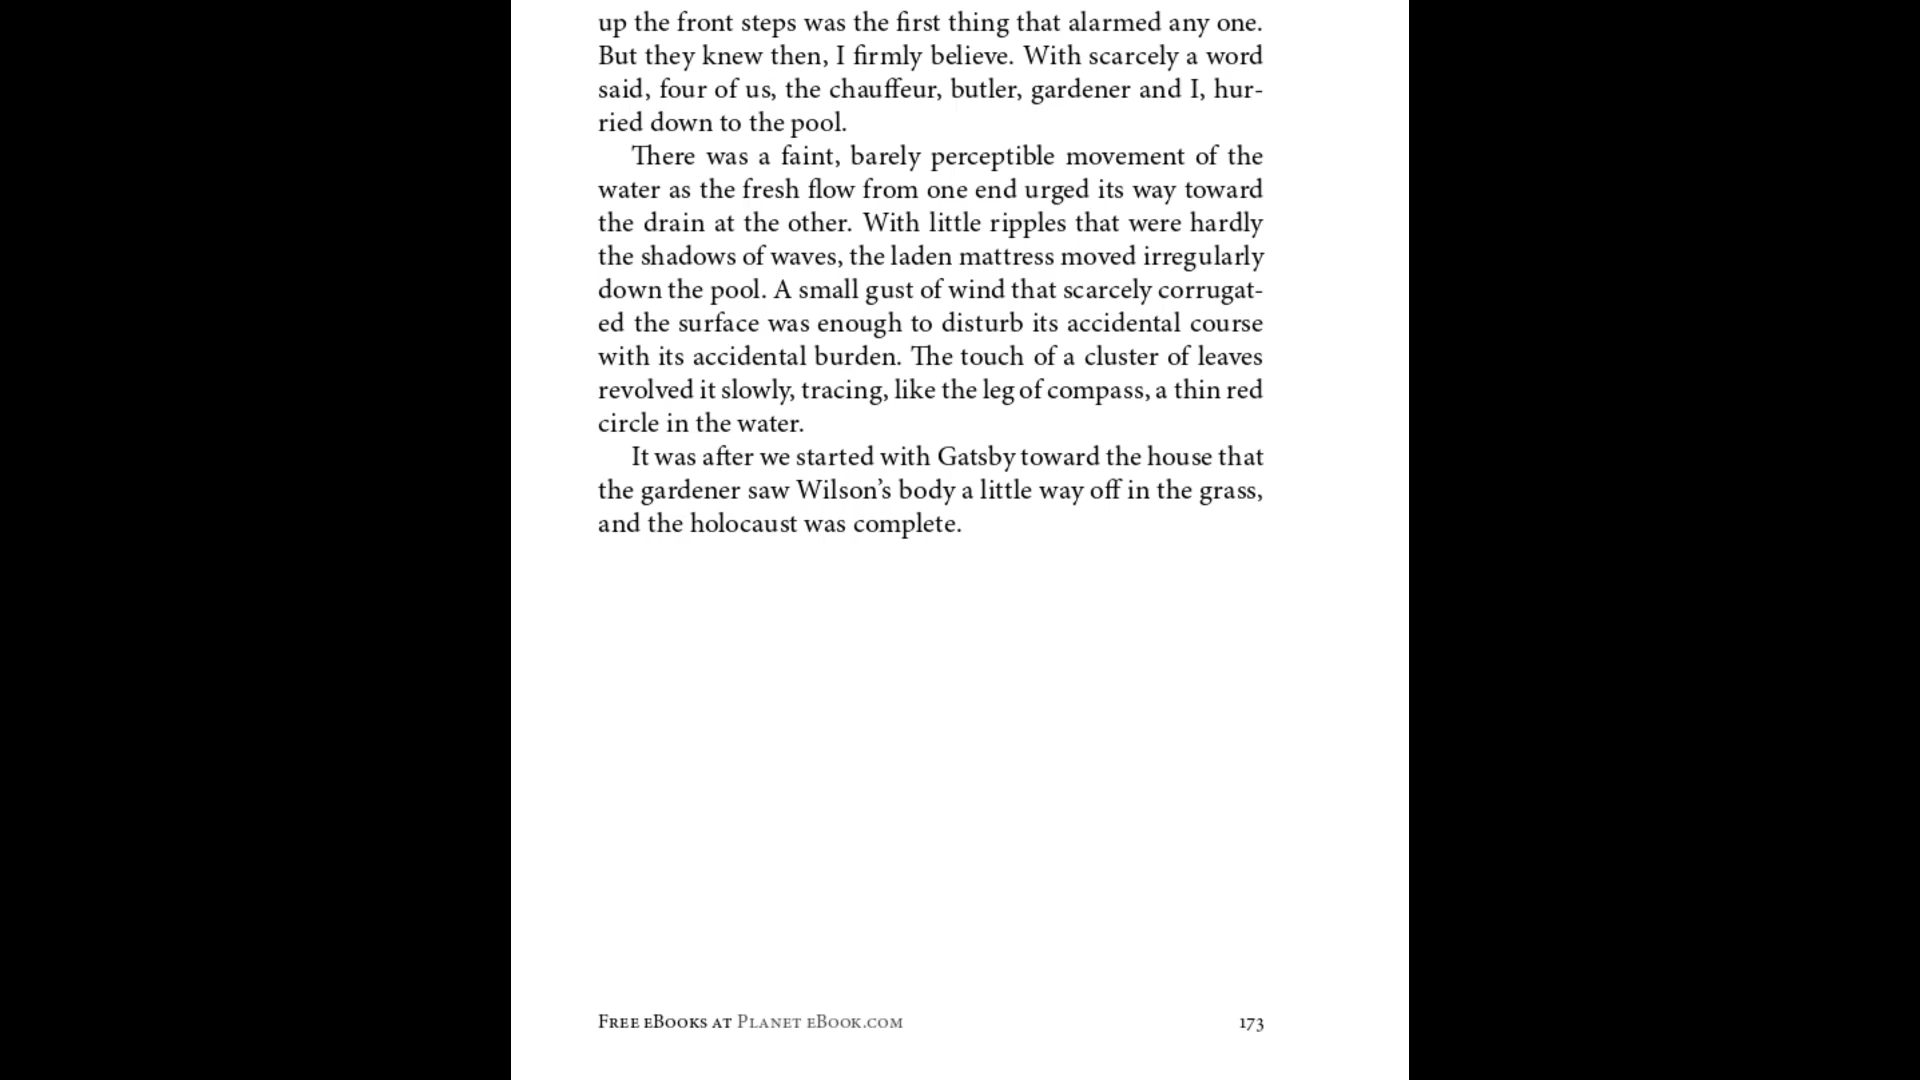 up the front steps was the first thing that alarmed any one.
But they knew then, I firmly believe. With scarcely a word
said, four of us, the chauffeur, butler, gardener and I, hur-
ried down to the pool.
There was a faint, barely perceptible movement of the
water as the fresh flow from one end urged its way toward
the drain at the other. With little ripples that were hardly
the shadows of waves, the laden mattress moved irregularly
down the pool. A small gust of wind that scarcely corrugat-
ed the surface was enough to disturb its accidental course
with its accidental burden. The touch of a cluster of leaves
revolved it slowly, tracing, like the leg of compass, a thin red
circle in the water.
It was after we started with Gatsby toward the house that
the gardener saw Wilson’s body a little way off in the grass,
and the holocaust was complete.
Free eBooks at Planet eBook.com
173